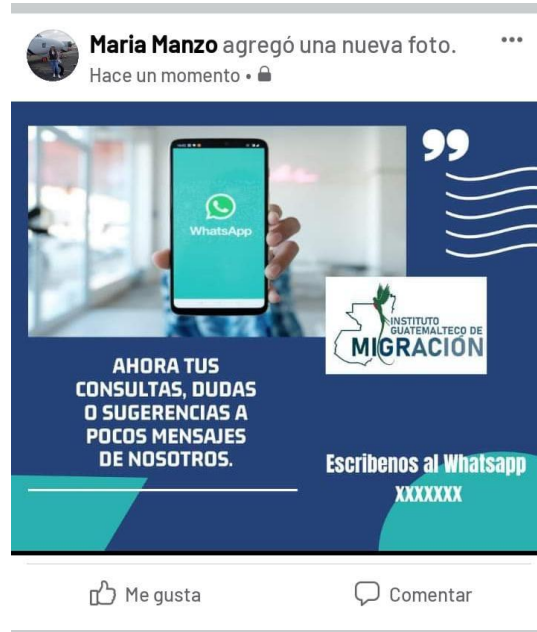 Maria Manzo agregó una nueva foto.
Hace un momento •
WhatsApp
INSTITUTO
GUATEMALTECO DE
MIGRACIÓN
AHORA TUS
CONSULTAS, DUDAS
O SUGERENCIAS A
POCOS MENSAJES
DE NOSOTROS.
Escribenos al Whatsapp
XXXXXXX
Me gusta
Comentar